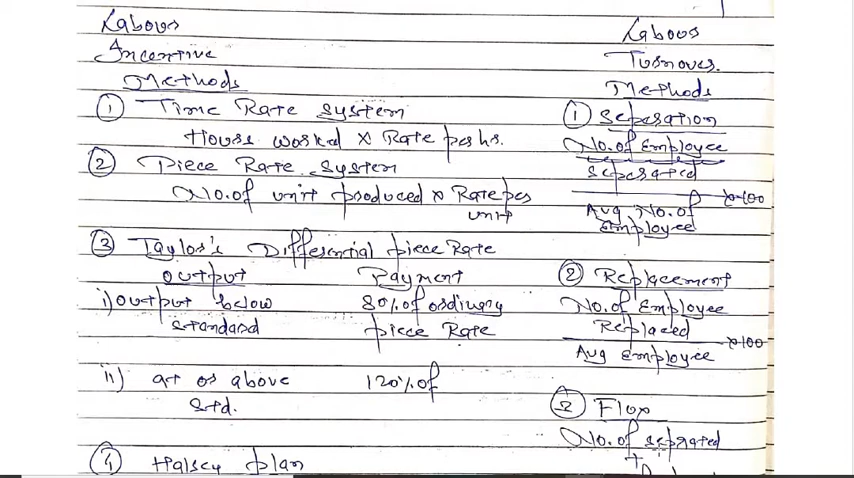 Labour
Incentive
Methods
① Time Rate System
Hours worked × Rate per hr.
② Piece Rate System
No. of unit produced × Rate per
unit
③ Taylor's Differential piece Rate
output Payment
i) output below 80% of ordinary
standard piece Rate
ii) at or above 120% of
std.
④ Halsey plan
Labour
Turnover.
Methods
① Separation
No. of Employee
Separated
×100
Avg No. of
Employee
② Replacement
No. of Employee
Replaced
×100
Avg Employee
Flux
No. of seprated
+